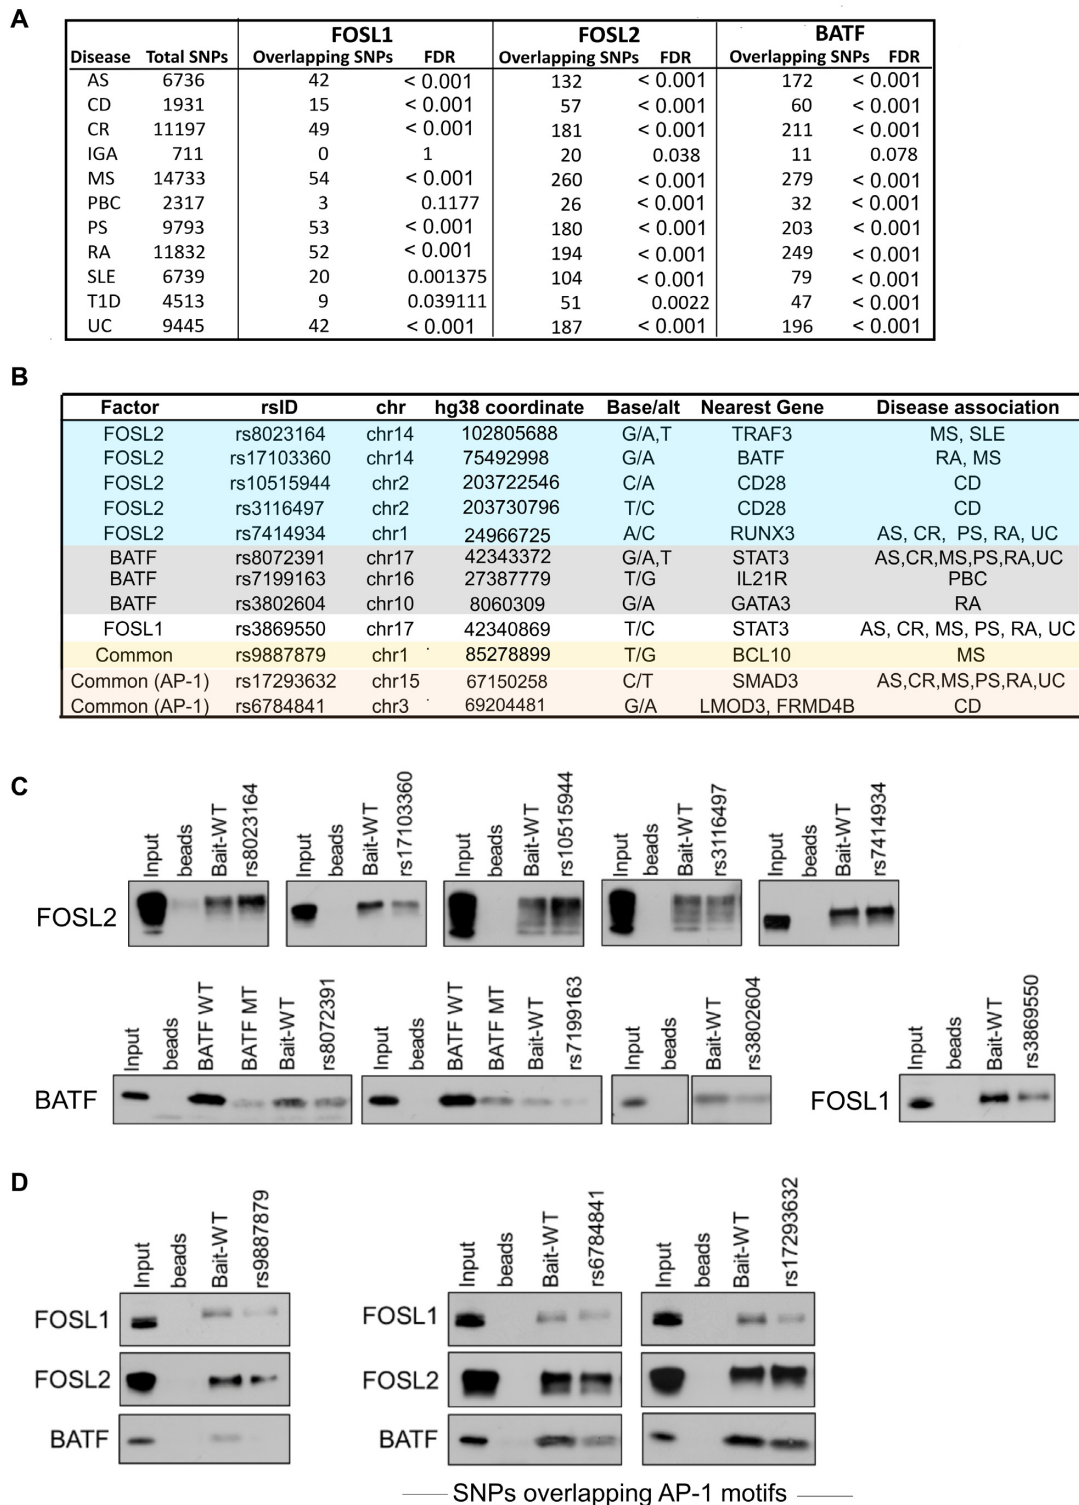 A
FOSL1 FOSL2 BATF
Disease Total SNPs Overlapping SNPs FDR Overlapping SNPs FDR Overlapping SNPs FDR
AS 6736 42 < 0.001 132 < 0.001 172 < 0.001
CD 1931 15 < 0.001 57 < 0.001 60 < 0.001
CR 11197 49 < 0.001 181 < 0.001 211 < 0.001
IGA 711 0 1 20 0.038 11 0.078
MS 14733 54 < 0.001 260 < 0.001 279 < 0.001
PBC 2317 3 0.1177 26 < 0.001 32 < 0.001
PS 9793 53 < 0.001 180 < 0.001 203 < 0.001
RA 11832 52 < 0.001 194 < 0.001 249 < 0.001
SLE 6739 20 0.001375 104 < 0.001 79 < 0.001
T1D 4513 9 0.039111 51 0.0022 47 < 0.001
UC 9445 42 < 0.001 187 < 0.001 196 < 0.001
B
Factor rsID chr hg38 coordinate Base/alt Nearest Gene Disease association
FOSL2 rs8023164 chr14 102805688 G/A,T TRAF3 MS, SLE
FOSL2 rs17103360 chr14 75492998 G/A BATF RA, MS
FOSL2 rs10515944 chr2 203722546 C/A CD28 CD
FOSL2 rs3116497 chr2 203730796 T/C CD28 CD
FOSL2 rs7414934 chr1 24966725 A/C RUNX3 AS, CR, PS, RA, UC
BATF rs8072391 chr17 42343372 G/A,T STAT3 AS,CR,MS,PS,RA,UC
BATF rs7199163 chr16 27387779 T/G IL21R PBC
BATF rs3802604 chr10 8060309 G/A GATA3 RA
FOSL1 rs3869550 chr17 42340869 T/C STAT3 AS, CR, MS, PS, RA, UC
Common rs9887879 chr1 85278899 T/G BCL10 MS
Common (AP-1) rs17293632 chr15 67150258 C/T SMAD3 AS,CR,MS,PS,RA,UC
Common (AP-1) rs6784841 chr3 69204481 G/A LMOD3, FRMD4B CD
C
Input beads Bait-WT rs8023164 Input beads Bait-WT rs17103360 Input beads Bait-WT rs10515944 Input beads Bait-WT rs3116497 Input beads Bait-WT rs7414934
FOSL2
Input beads BATF WT BATF MT Bait-WT rs8072391 Input beads BATF WT BATF MT Bait-WT rs7199163 Input beads Bait-WT rs3802604 Input beads Bait-WT rs3869550
BATF FOSL1
D
Input beads Bait-WT rs9887879 Input beads Bait-WT rs6784841 Input beads Bait-WT rs17293632
FOSL1 FOSL1
FOSL2 FOSL2
BATF BATF
SNPs overlapping AP-1 motifs